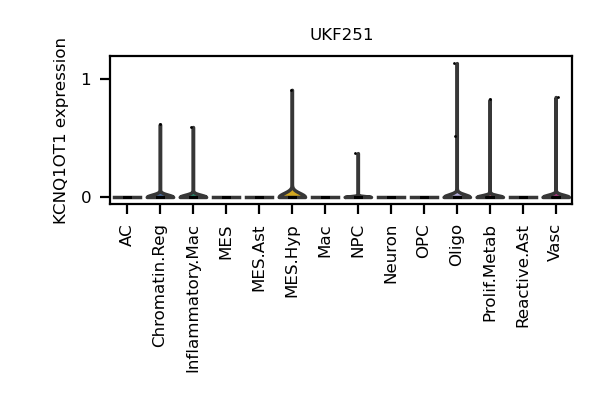 UKF251
KCNQ1OT1 expression
1
0
AC
Chromatin.Reg
Inflammatory.Mac
MES
MES.Ast
MES.Hyp
Mac
NPC
Neuron
OPC
Oligo
Prolif.Metab
Reactive.Ast
Vasc